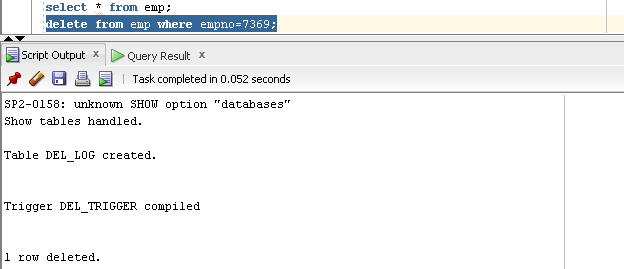 select * from emp;
delete from emp where empno=7369;
Script Output x Query Result x
Task completed in 0.052 seconds
SP2-0158: unknown SHOW option "databases"
Show tables handled.
Table DEL_LOG created.
Trigger DEL_TRIGGER compiled
1 row deleted.